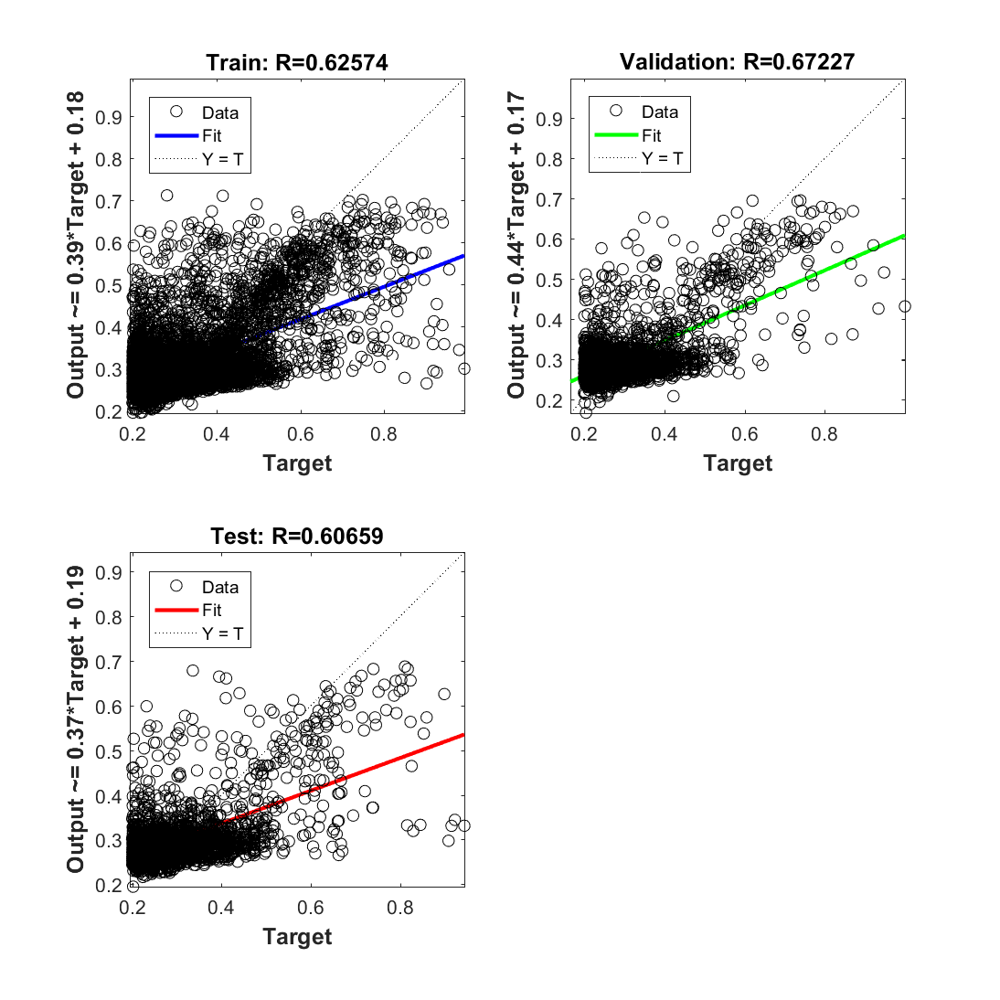 Train: R=0.62574
Output ~= 0.39*Target + 0.18
0.9
0.8
0.7
0.6
0.5
0.4
0.3
0.2
Data
Fit
Y = T
0.2 0.4 0.6 0.8
Target
Validation: R=0.67227
Output ~= 0.44*Target + 0.17
0.9
0.8
0.7
0.6
0.5
0.4
0.3
0.2
Data
Fit
Y = T
0.2 0.4 0.6 0.8
Target
Test: R=0.60659
Output ~= 0.37*Target + 0.19
0.9
0.8
0.7
0.6
0.5
0.4
0.3
0.2
Data
Fit
Y = T
0.2 0.4 0.6 0.8
Target